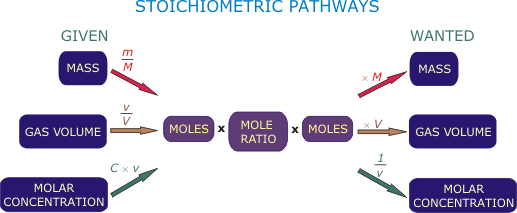 STOICHIOMETRIC PATHWAYS
GIVEN
WANTED
MASS
m
M
× M
MASS
GAS VOLUME
v
V
MOLES x MOLE RATIO x MOLES
× V
GAS VOLUME
MOLAR
CONCENTRATION
C × v
1
v
MOLAR
CONCENTRATION